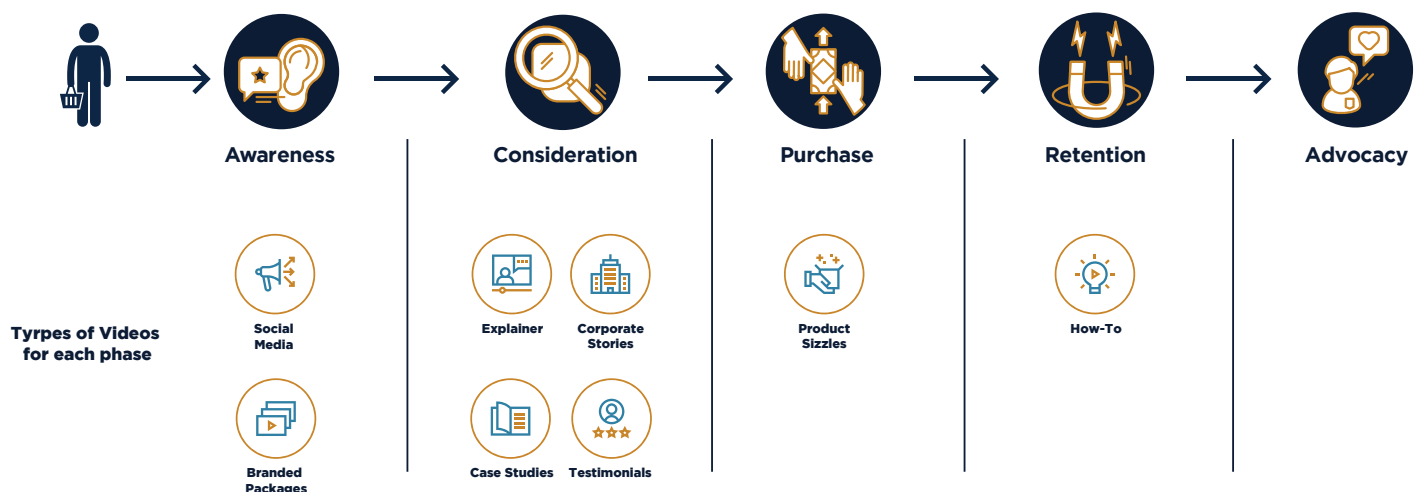 Awareness
Consideration
Purchase
Retention
Advocacy
Tyrpes of Videos
for each phase
Social
Media
Explainer
Corporate
Stories
Product
Sizzles
How-To
Branded
Packages
Case Studies
Testimonials